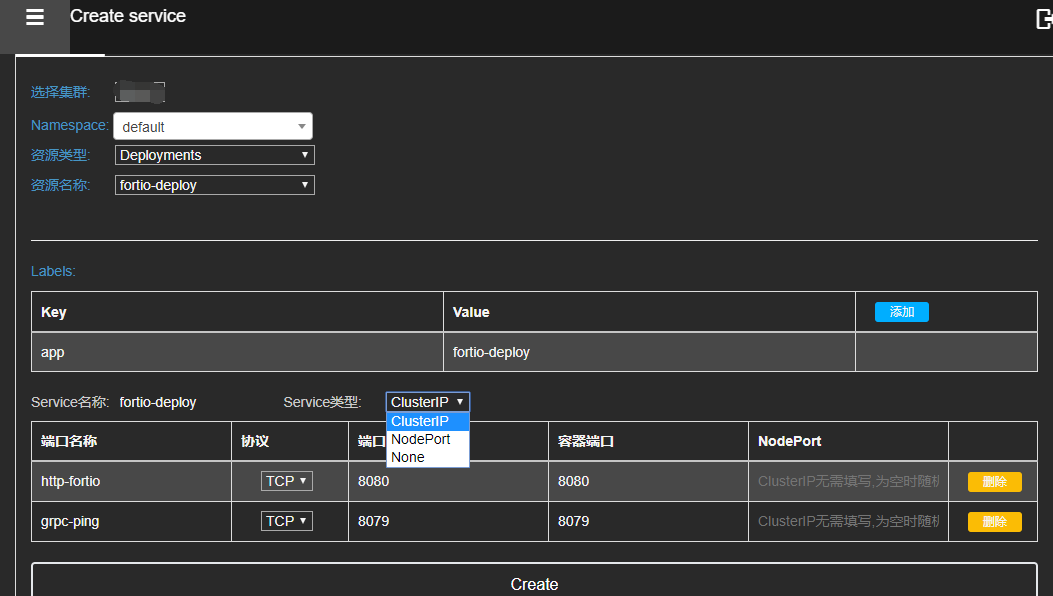 Create service
选择集群:
Namespace: default
资源类型: Deployments
资源名称: fortio-deploy
Labels:
Key Value 添加
app fortio-deploy
Service名称: fortio-deploy Service类型: ClusterIP
ClusterIP
NodePort
None
端口名称 协议 端口 容器端口 NodePort
http-fortio TCP 8080 8080 ClusterIP无需填写,为空时随机 删除
grpc-ping TCP 8079 8079 ClusterIP无需填写,为空时随机 删除
Create